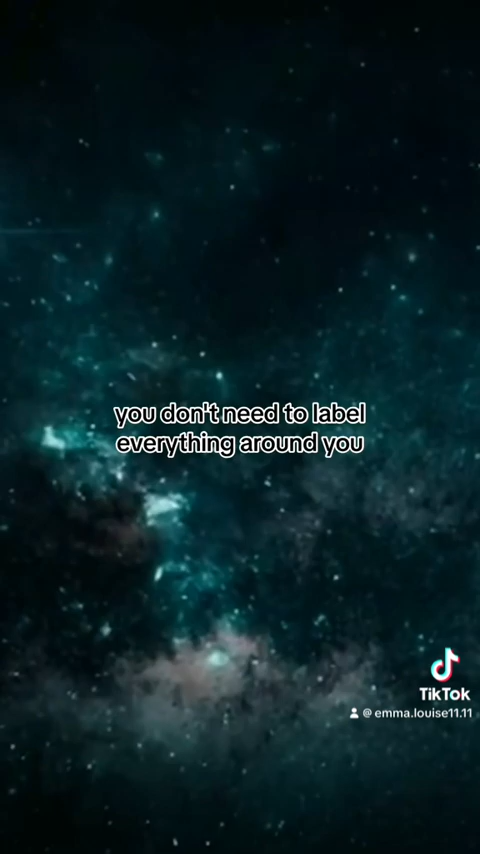 you don't need to label
everything around you
TikTok
@ emma.louise11.11